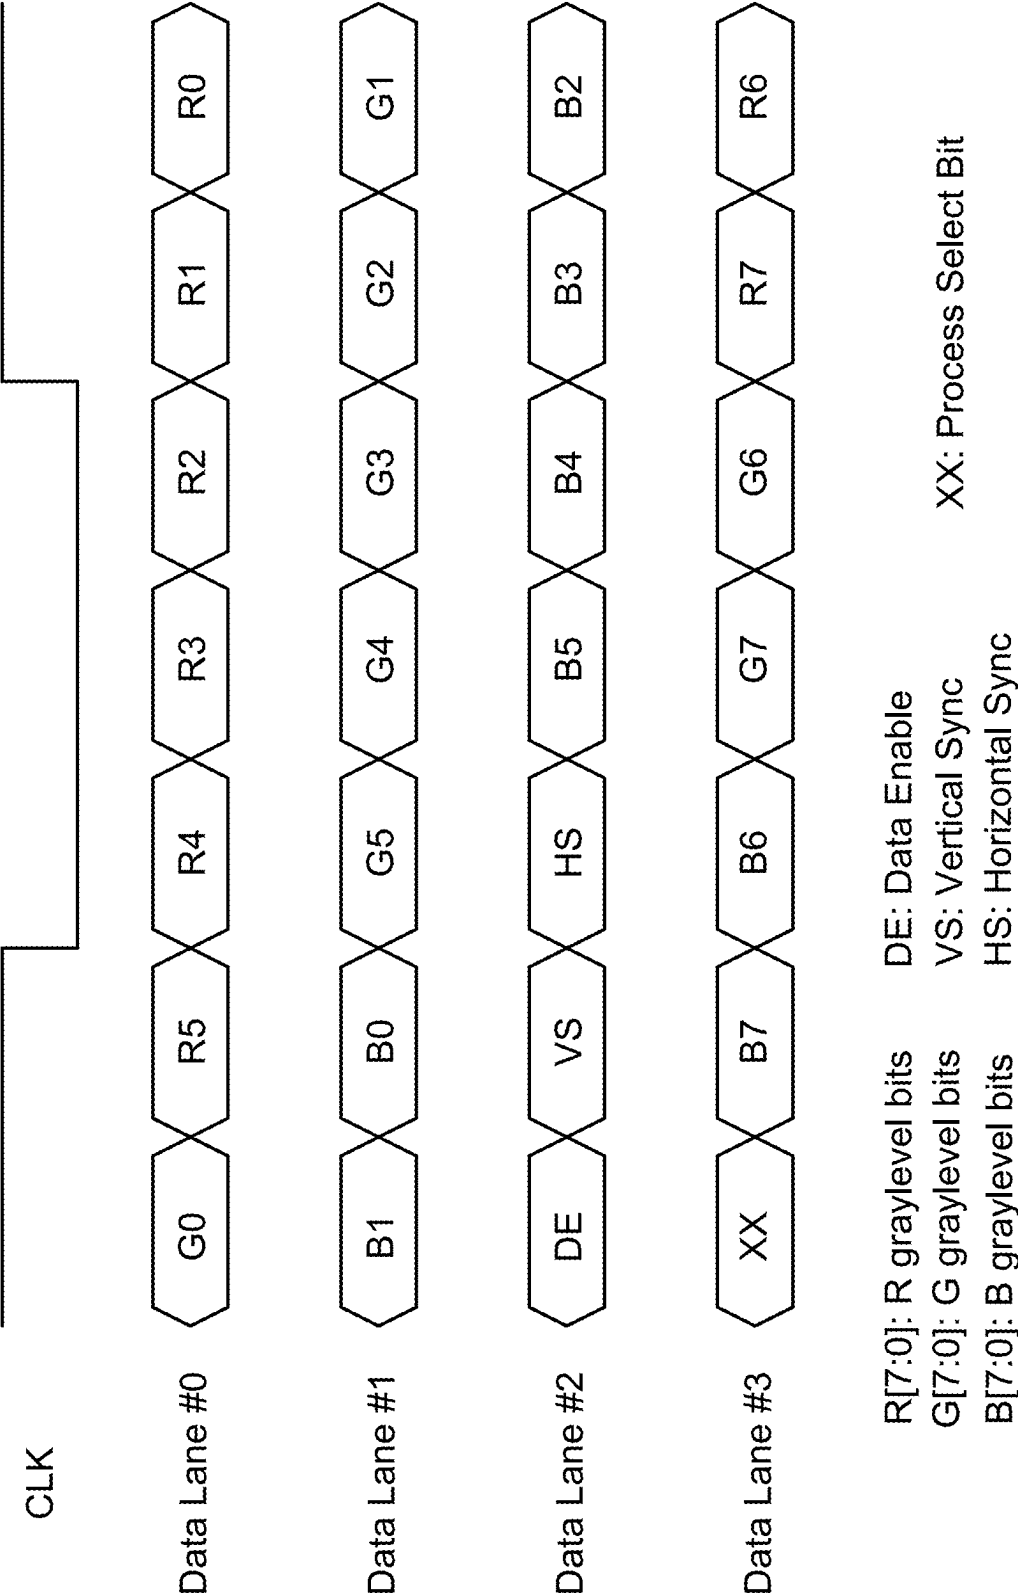 CLK
Data Lane #0 G0 R5 R4 R3 R2 R1 R0
Data Lane #1 B1 B0 G5 G4 G3 G2 G1
Data Lane #2 DE VS HS B5 B4 B3 B2
Data Lane #3 XX B7 B6 G7 G6 R7 R6
R[7:0]: R graylevel bits DE: Data Enable
G[7:0]: G graylevel bits VS: Vertical Sync XX: Process Select Bit
B[7:0]: B graylevel bits HS: Horizontal Sync